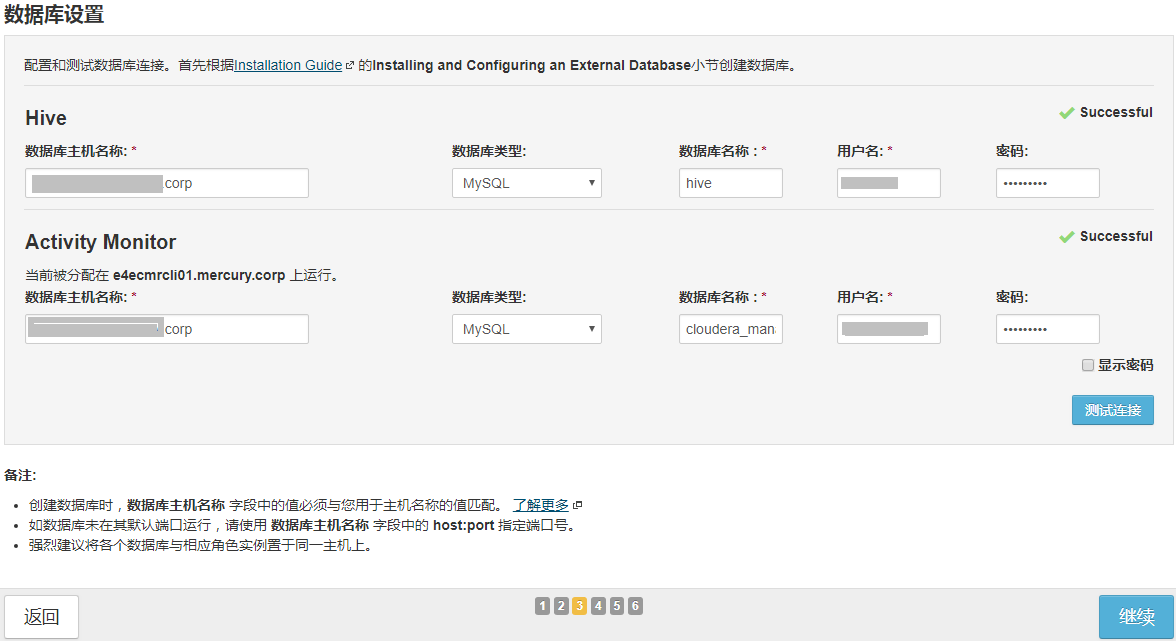 数据库设置
配置和测试数据库连接。首先根据Installation Guide 的Installing and Configuring an External Database小节创建数据库。
Hive
Successful
数据库主机名称: * 数据库类型: 数据库名称 : * 用户名: * 密码:
.corp MySQL hive •••••••••
Activity Monitor
Successful
当前被分配在 e4ecmrcli01.mercury.corp 上运行。
数据库主机名称: * 数据库类型: 数据库名称 : * 用户名: * 密码:
corp MySQL cloudera_mana •••••••••
显示密码
测试连接
备注:
• 创建数据库时，数据库主机名称 字段中的值必须与您用于主机名称的值匹配。 了解更多
• 如数据库未在其默认端口运行，请使用 数据库主机名称 字段中的 host:port 指定端口号。
• 强烈建议将各个数据库与相应角色实例置于同一主机上。
返回 1 2 3 4 5 6 继续